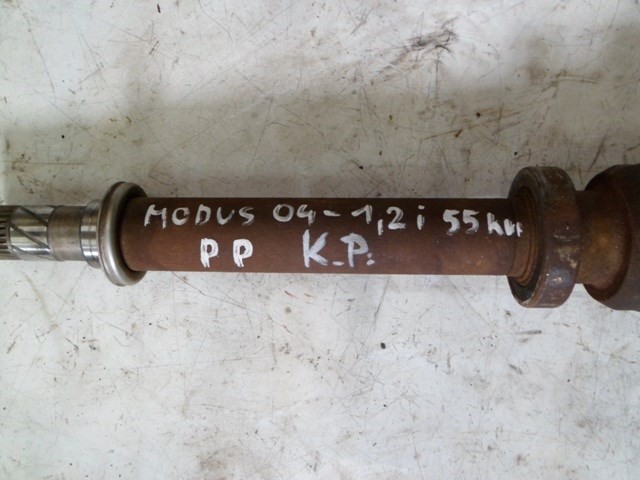 MODUS 04-1,2i 55kW
PP K.P.